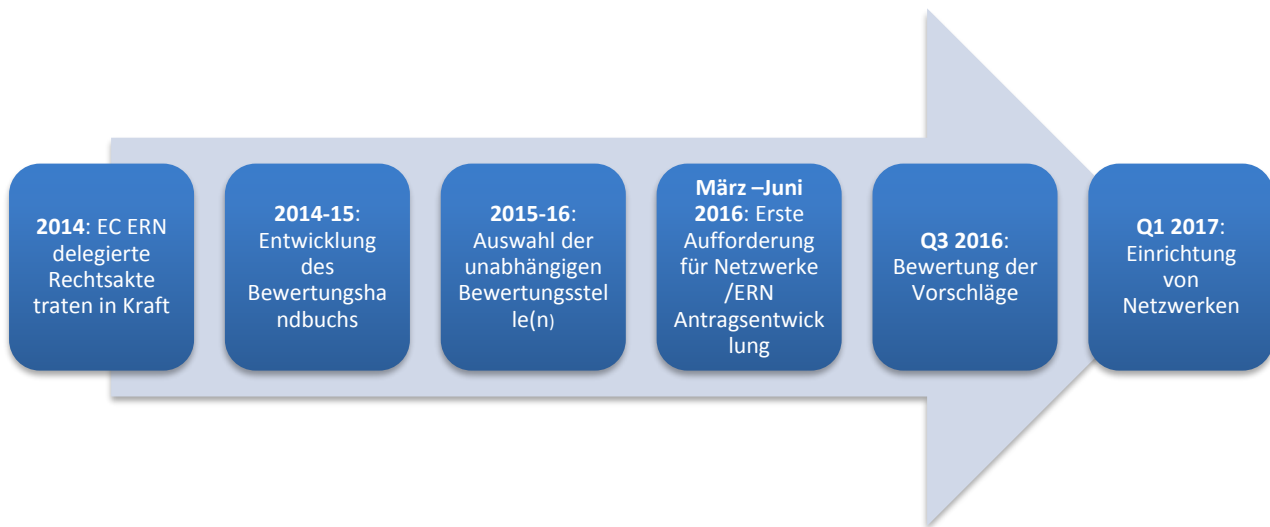 2014: EC ERN
delegierte
Rechtsakte
traten in Kraft
2014-15:
Entwicklung
des
Bewertungsha
ndbuchs
2015-16:
Auswahl der
unabhängigen
Bewertungsstel
le(n)
März –Juni
2016: Erste
Aufforderung
für Netzwerke
/ERN
Antragsentwick
lung
Q3 2016:
Bewertung der
Vorschläge
Q1 2017:
Einrichtung
von
Netzwerken